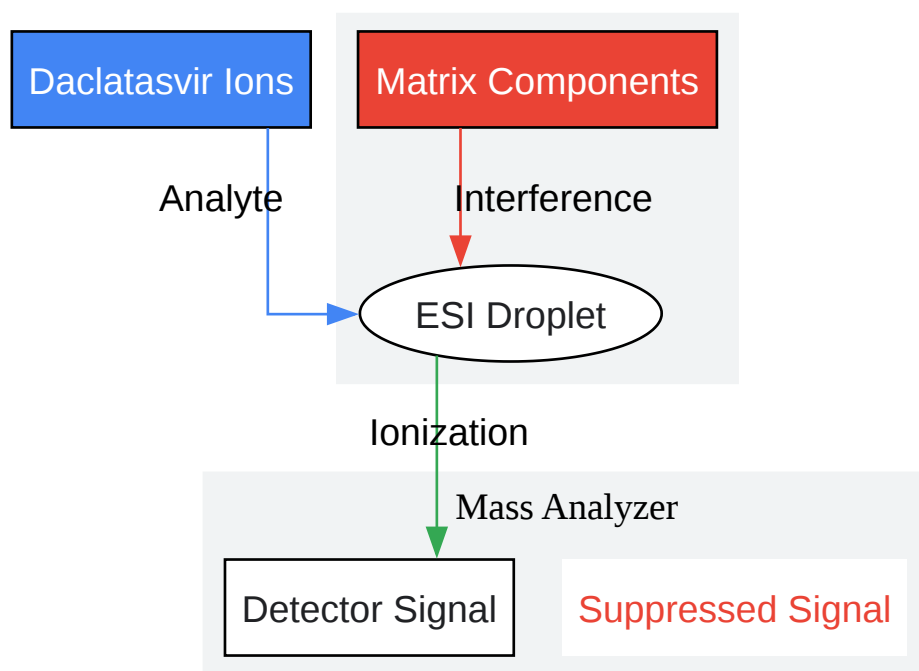 Daclatasvir Ions
Matrix Components
Analyte
Interference
ESI Droplet
Ionization
Mass Analyzer
Detector Signal
Suppressed Signal